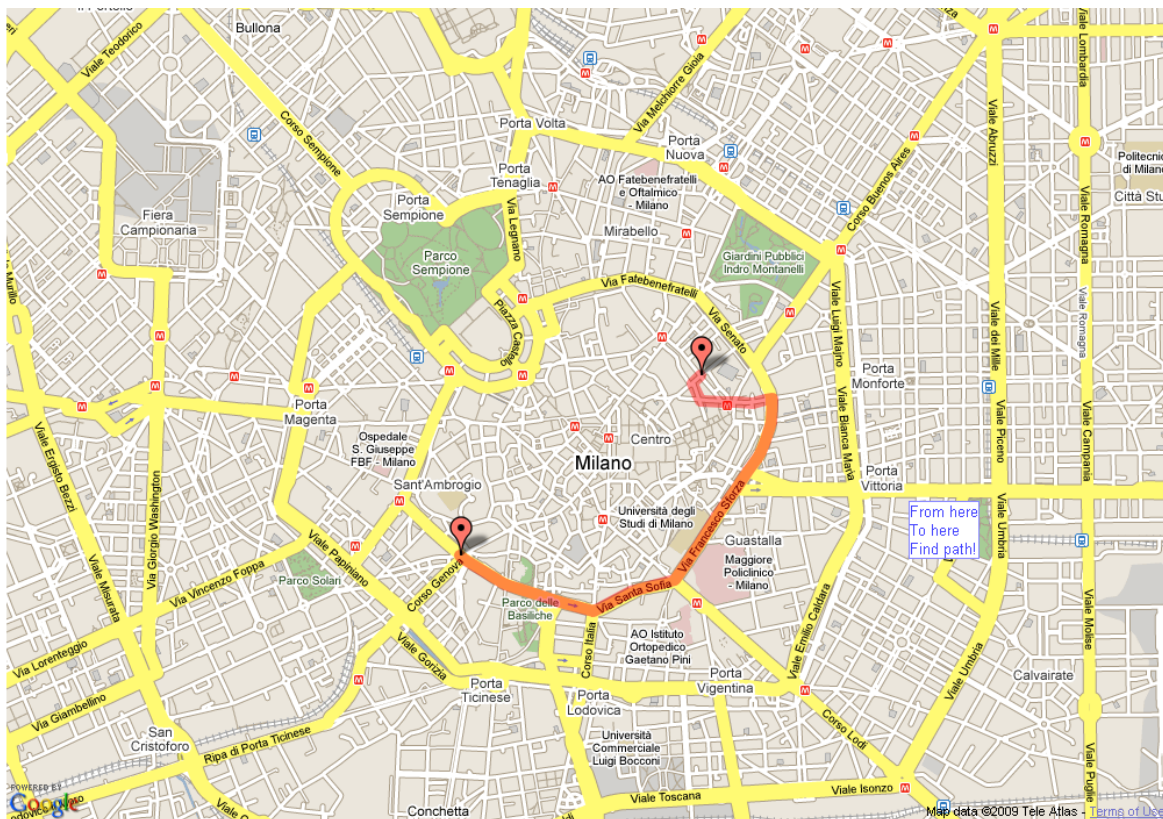 Il Portello
Bullona
Viale Teodorico
Corso Sempione
Porta Volta
Via Melchiorre Gioia
Porta
Nuova
Viale Abruzzi
Viale Lombardia
Politecnico
di Milano
Città Stu
Porta
Tenaglia
AO Fatebenefratelli
e Oftalmico
- Milano
Corso Buenos Aires
Fiera
Campionaria
Porta
Sempione
Via Legnano
Mirabello
Viale Romagna
Parco
Sempione
Giardini Pubblici
Indro Montanelli
Murillo
Via Fatebenefratelli
Piazza Castello
Via Senato
Viale Luigi Majno
Viale dei Mille
Viale Romagna
Porta
Monforte
Porta
Magenta
Centro
Ospedale
S. Giuseppe
FBF - Milano
Milano
Viale Bianca Maria
Viale Piceno
Viale Campania
Viale Ergisto Bezzi
Via Giorgio Washington
Sant'Ambrogio
Porta
Vittoria
Università degli
Studi di Milano
Via Francesco Sforza
From here
To here
Find path!
Viale Umbria
Guastalla
Viale Papiniano
Maggiore
Policlinico
- Milano
Via Vincenzo Foppa
Parco Solari
Corso Genova
Viale Misurata
Parco delle
Basiliche
Via Santa Sofia
Viale Emilio Caldara
Viale Molise
Via Lorenteggio
Viale Gorizia
Corso Italia
AO Istituto
Ortopedico
Gaetano Pini
Viale Umbria
Calvairate
Via Giambellino
Porta
Ticinese
Porta
Lodovica
Porta
Vigentina
San
Cristoforo
Ripa di Porta Ticinese
Corso Lodi
Università
Commerciale
Luigi Bocconi
Viale Puglie
POWERED BY
Google
Conchetta
Viale Toscana
Viale Isonzo
Map data ©2009 Tele Atlas - Terms of Use